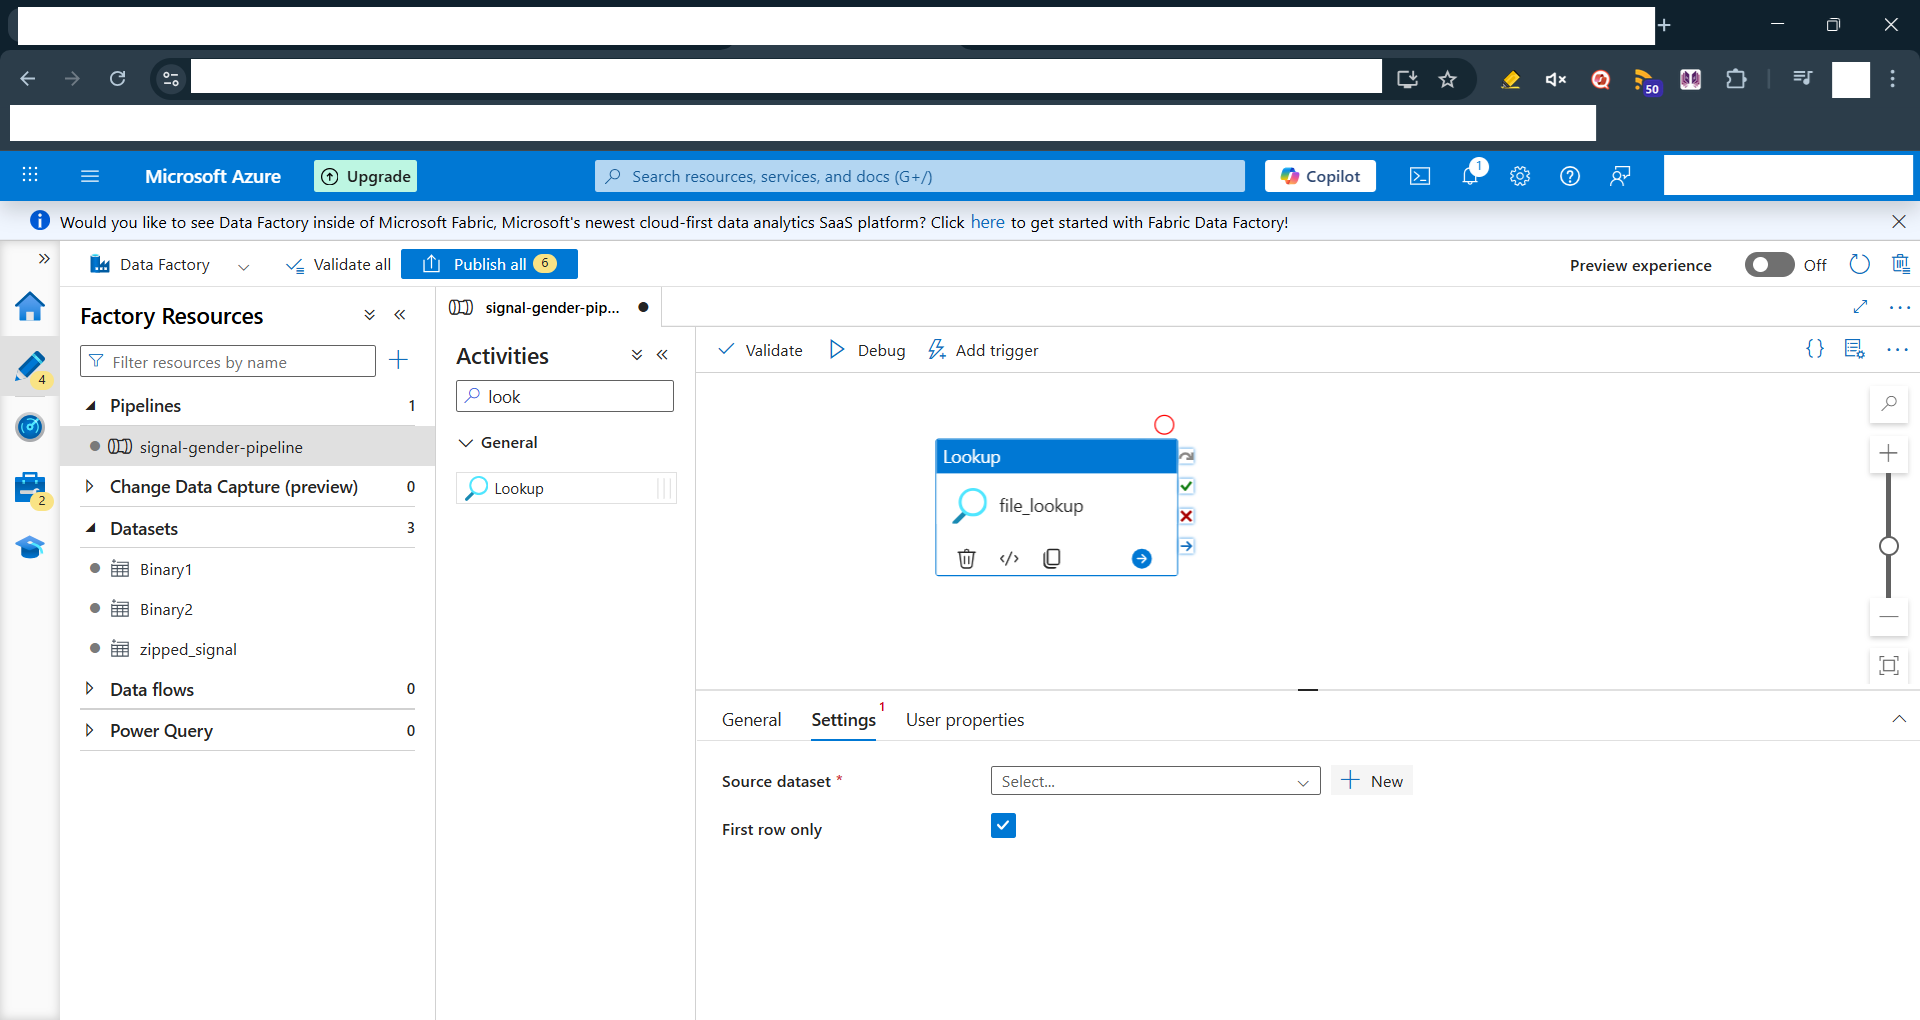 50
Microsoft Azure
Upgrade
Search resources, services, and docs (G+/)
Copilot
1
Would you like to see Data Factory inside of Microsoft Fabric, Microsoft's newest cloud-first data analytics SaaS platform? Click here to get started with Fabric Data Factory!
Data Factory
Validate all
Publish all 6
Preview experience
Off
Factory Resources
Filter resources by name
4
Pipelines 1
signal-gender-pipeline
Change Data Capture (preview) 0
2
Datasets 3
Binary1
Binary2
zipped_signal
Data flows 0
Power Query 0
signal-gender-pip...
Activities
look
General
Lookup
Validate
Debug
Add trigger
{}
Lookup
file_lookup
</>
General
Settings 1
User properties
Source dataset *
Select...
New
First row only